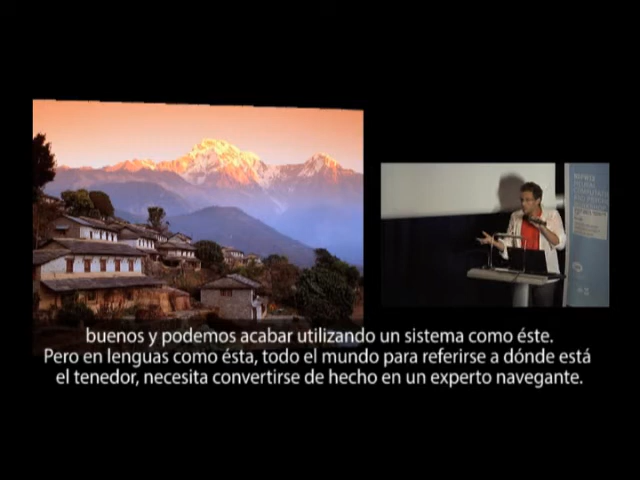 buenos y podemos acabar utilizando un sistema como éste.
Pero en lenguas como ésta, todo el mundo para referirse a dónde está
el tenedor, necesita convertirse de hecho en un experto navegante.